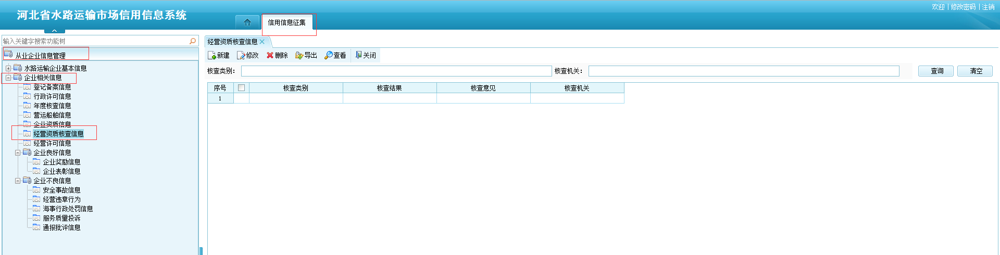 河北省水路运输市场信用信息系统
欢迎 | 修改密码 | 注销
信用信息征集
输入关键字搜索功能树
从业企业信息管理
水路运输企业基本信息
企业相关信息
登记备案信息
行政许可信息
年度核查信息
营运船舶信息
企业资质信息
经营资质核查信息
经营许可信息
企业良好信息
企业奖励信息
企业表彰信息
企业不良信息
安全事故信息
经营违章行为
海事行政处罚信息
服务质量投诉
通报批评信息
经营资质核查信息
新建 修改 删除 导出 查看 关闭
核查类别： 核查机关： 查询 清空
序号 核查类别 核查结果 核查意见 核查机关
1